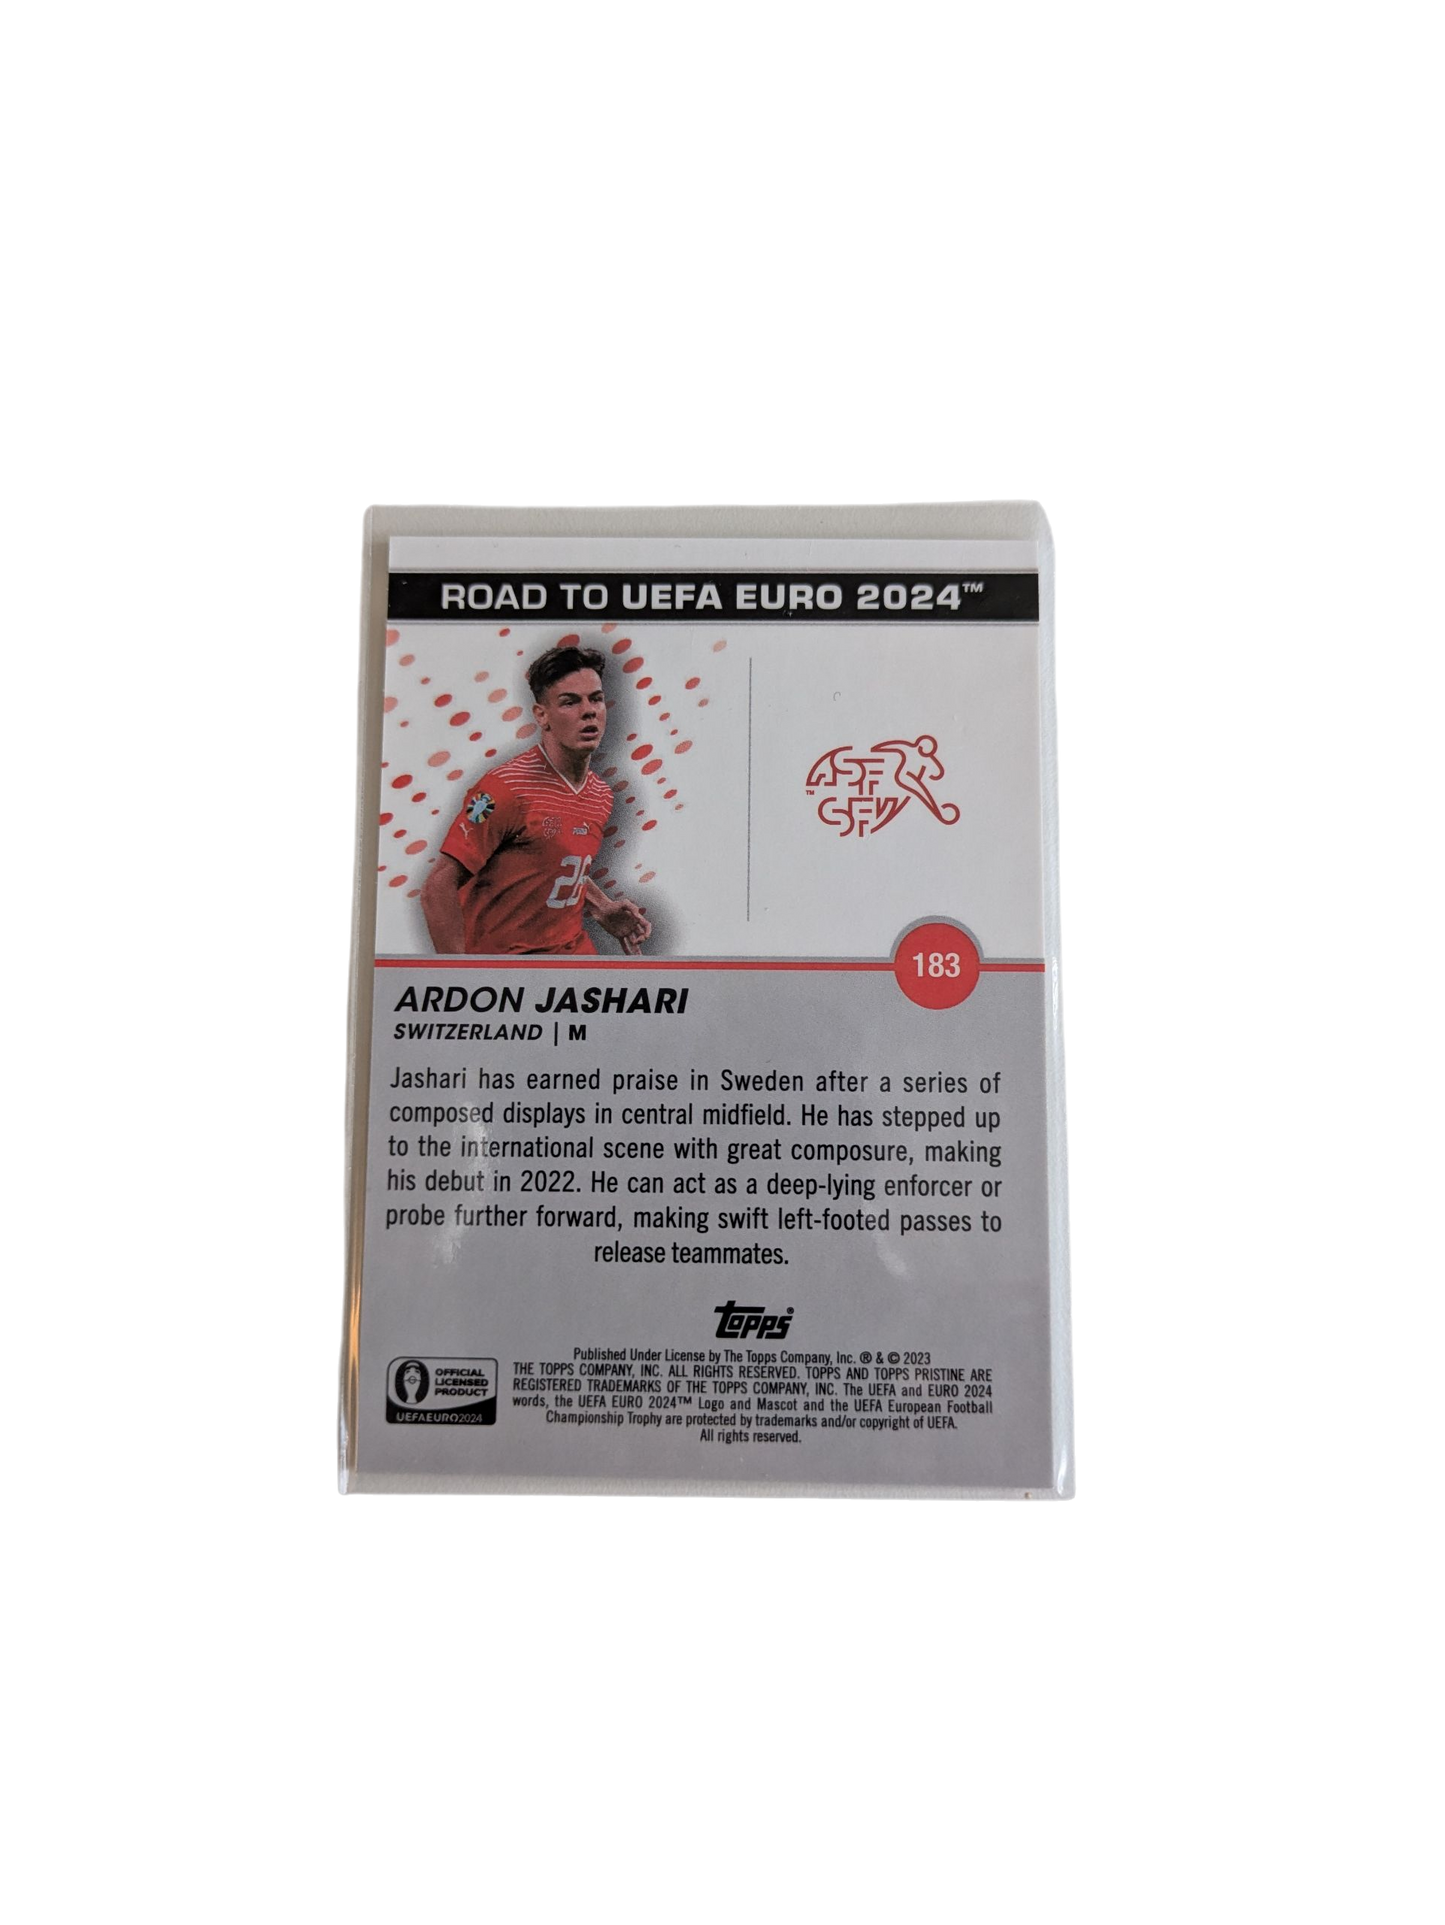 ROAD TO UEFA EURO 2024™
26
PUMA
ASF
SFV
™
183
ARDON JASHARI
SWITZERLAND | M
Jashari has earned praise in Sweden after a series of
composed displays in central midfield. He has stepped up
to the international scene with great composure, making
his debut in 2022. He can act as a deep-lying enforcer or
probe further forward, making swift left-footed passes to
release teammates.
topps®
OFFICIAL
LICENSED
PRODUCT
UEFAEURO2024
Published Under License by The Topps Company, Inc. ® & © 2023
THE TOPPS COMPANY, INC. ALL RIGHTS RESERVED. TOPPS AND TOPPS PRISTINE ARE
REGISTERED TRADEMARKS OF THE TOPPS COMPANY, INC. The UEFA and EURO 2024
words, the UEFA EURO 2024™ Logo and Mascot and the UEFA European Football
Championship Trophy are protected by trademarks and/or copyright of UEFA.
All rights reserved.